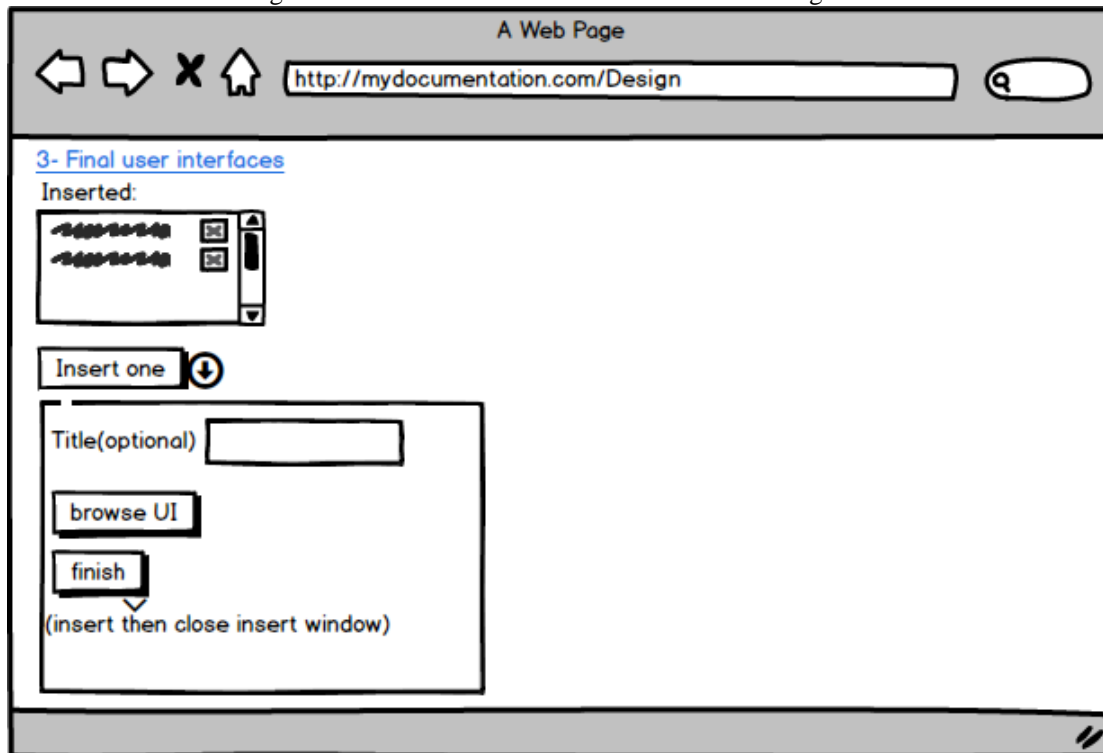 A Web Page
http://mydocumentation.com/Design
3- Final user interfaces
Inserted:
Insert one
Title(optional)
browse UI
finish
(insert then close insert window)